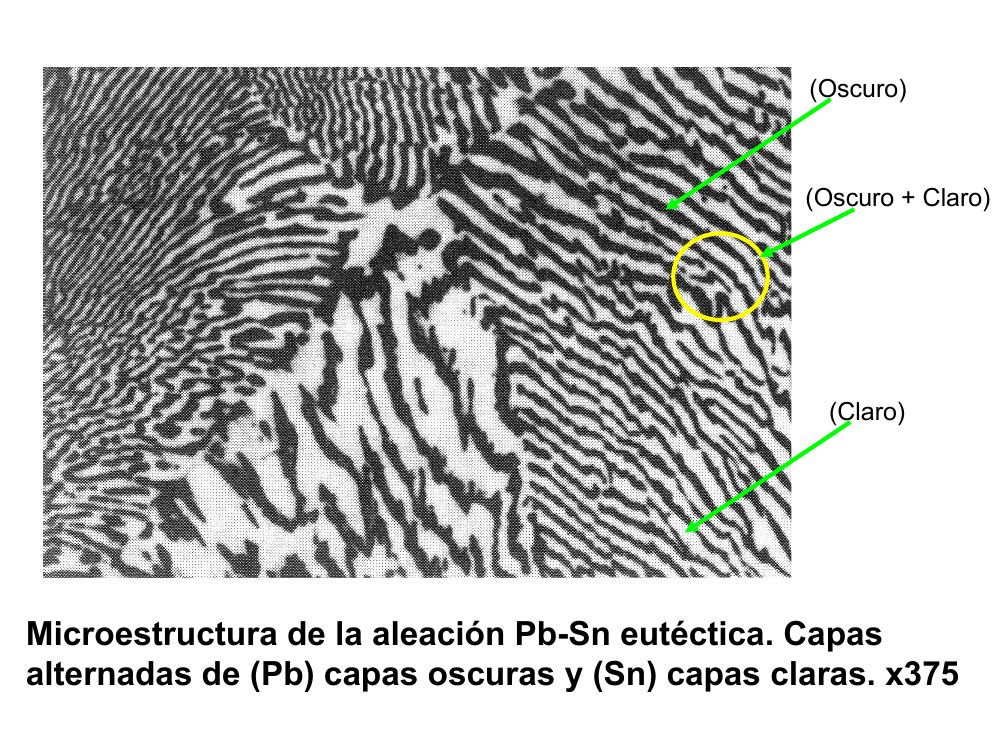 (Oscuro)
(Oscuro + Claro)
(Claro)
Microestructura de la aleación Pb-Sn eutéctica. Capas
alternadas de (Pb) capas oscuras y (Sn) capas claras. x375